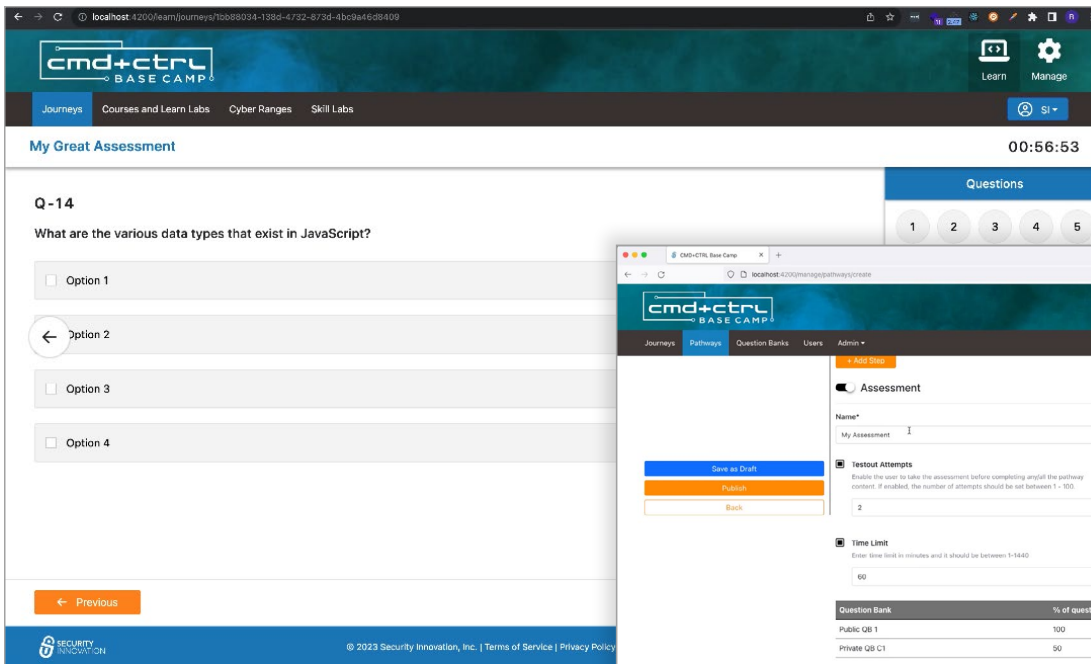 localhost:4200/learn/journeys/1bb88034-138d-4732-873d-4bc9a46d8409
cmd+ctrl
BASE CAMP
Learn
Manage
Journeys
Courses and Learn Labs
Cyber Ranges
Skill Labs
SI
My Great Assessment
00:56:53
Questions
1 2 3 4 5
Q-14
What are the various data types that exist in JavaScript?
Option 1
Option 2
Option 3
Option 4
← Previous
SECURITY
INNOVATION
© 2023 Security Innovation, Inc. | Terms of Service | Privacy Policy
CMD+CTRL Base Camp
localhost:4200/manage/pathways/create
cmd+ctrl
BASE CAMP
Journeys
Pathways
Question Banks
Users
Admin
+ Add Step
Assessment
Name*
My Assessment
Save as Draft
Publish
Back
Testout Attempts
Enable the user to take the assessment before completing any/all the pathway
content. If enabled, the number of attempts should be set between 1 - 100.
2
Time Limit
Enter time limit in minutes and it should be between 1-1440
60
Question Bank
% of quest
Public QB 1
100
Private QB C1
50